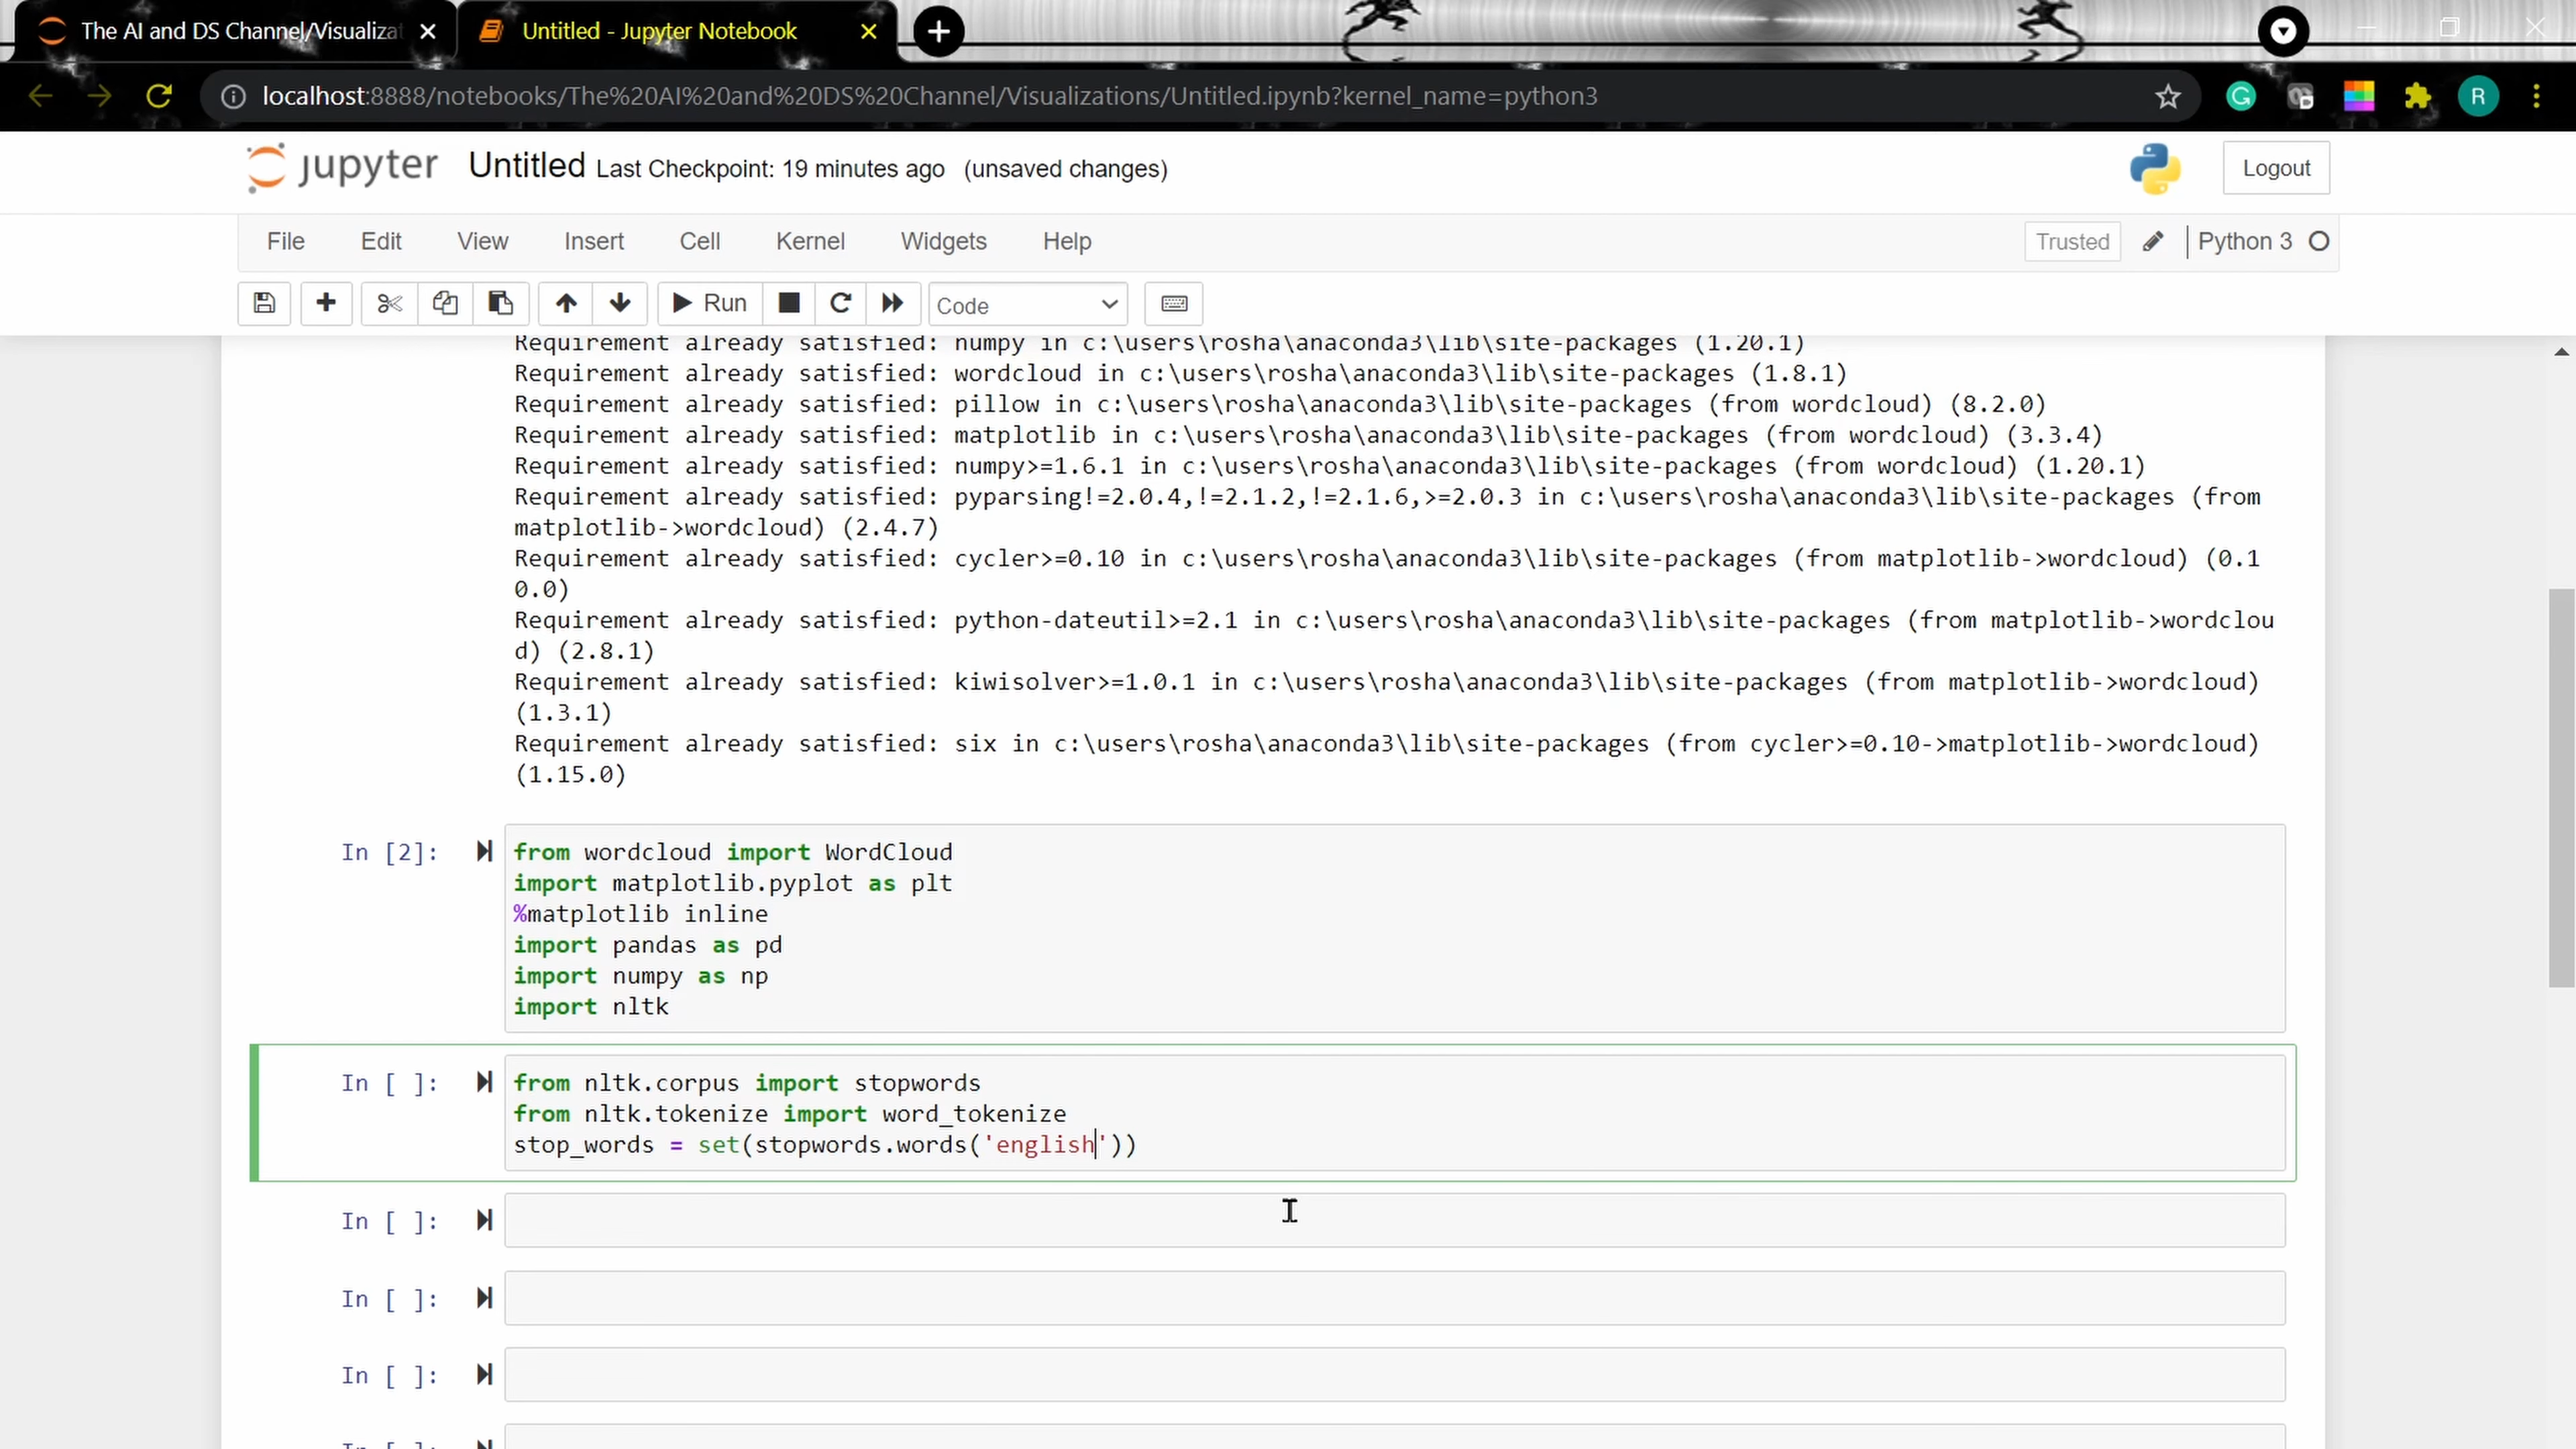 The AI and DS Channel/Visualizat
Untitled - Jupyter Notebook
localhost:8888/notebooks/The%20AI%20and%20DS%20Channel/Visualizations/Untitled.ipynb?kernel_name=python3
R
jupyter Untitled Last Checkpoint: 19 minutes ago (unsaved changes)
Logout
File Edit View Insert Cell Kernel Widgets Help
Trusted Python 3
Run Code
Requirement already satisfied: numpy in c:\users\rosha\anaconda3\lib\site-packages (1.20.1)
Requirement already satisfied: wordcloud in c:\users\rosha\anaconda3\lib\site-packages (1.8.1)
Requirement already satisfied: pillow in c:\users\rosha\anaconda3\lib\site-packages (from wordcloud) (8.2.0)
Requirement already satisfied: matplotlib in c:\users\rosha\anaconda3\lib\site-packages (from wordcloud) (3.3.4)
Requirement already satisfied: numpy>=1.6.1 in c:\users\rosha\anaconda3\lib\site-packages (from wordcloud) (1.20.1)
Requirement already satisfied: pyparsing!=2.0.4,!=2.1.2,!=2.1.6,>=2.0.3 in c:\users\rosha\anaconda3\lib\site-packages (from
matplotlib->wordcloud) (2.4.7)
Requirement already satisfied: cycler>=0.10 in c:\users\rosha\anaconda3\lib\site-packages (from matplotlib->wordcloud) (0.1
0.0)
Requirement already satisfied: python-dateutil>=2.1 in c:\users\rosha\anaconda3\lib\site-packages (from matplotlib->wordclou
d) (2.8.1)
Requirement already satisfied: kiwisolver>=1.0.1 in c:\users\rosha\anaconda3\lib\site-packages (from matplotlib->wordcloud)
(1.3.1)
Requirement already satisfied: six in c:\users\rosha\anaconda3\lib\site-packages (from cycler>=0.10->matplotlib->wordcloud)
(1.15.0)
In [2]: from wordcloud import WordCloud
import matplotlib.pyplot as plt
%matplotlib inline
import pandas as pd
import numpy as np
import nltk
In [ ]: from nltk.corpus import stopwords
from nltk.tokenize import word_tokenize
stop_words = set(stopwords.words('english'))
In [ ]:
In [ ]:
In [ ]:
In [ ]: